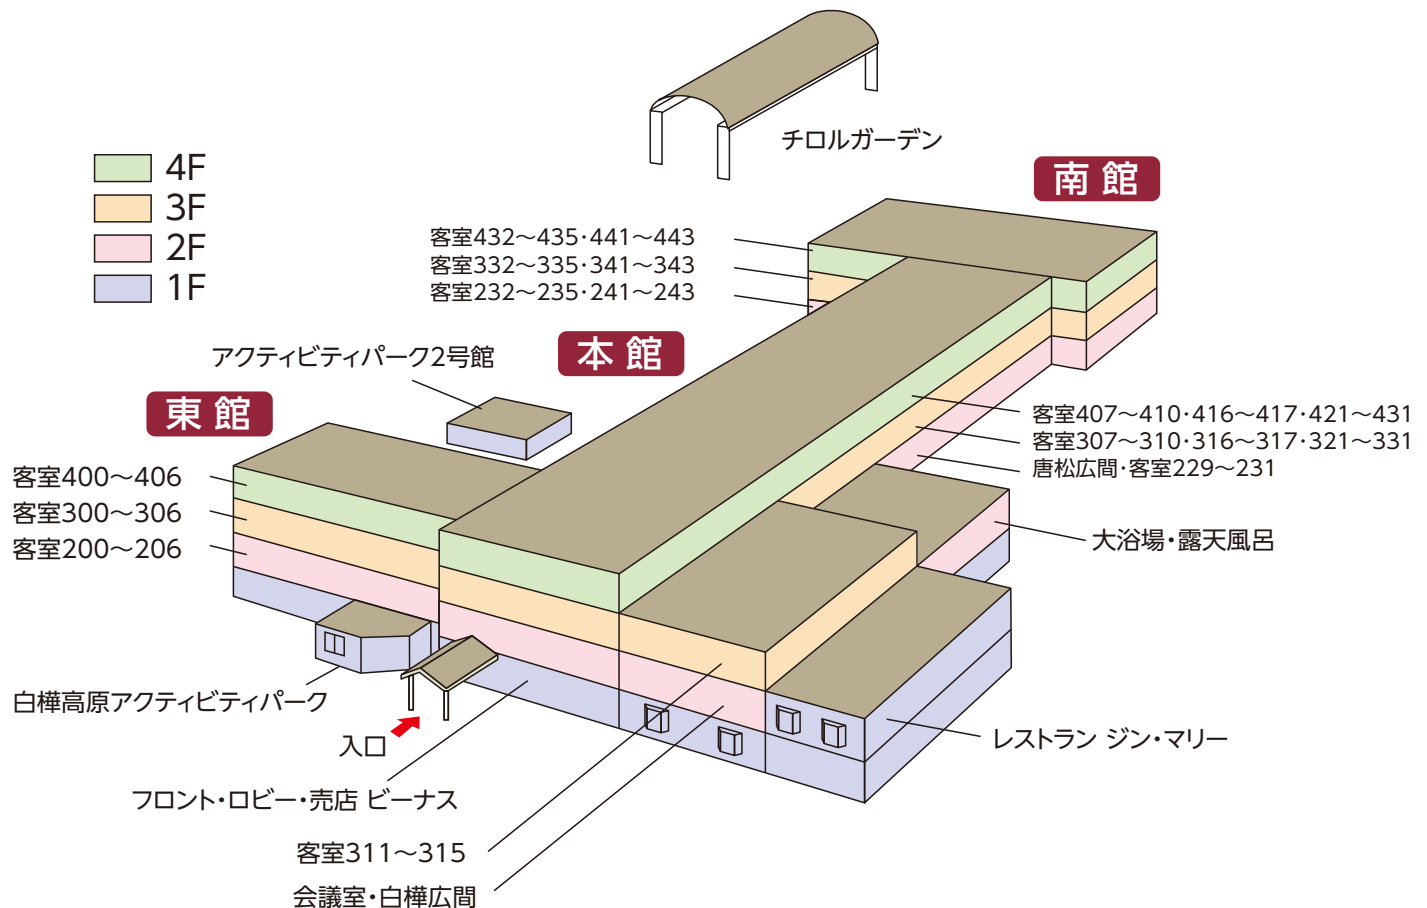 チロルガーデン
南館
4F
3F
2F
1F
客室432～435・441～443
客室332～335・341～343
客室232～235・241～243
本館
アクティビティパーク2号館
東館
客室400～406
客室300～306
客室200～206
客室407～410・416～417・421～431
客室307～310・316～317・321～331
唐松広間・客室229～231
大浴場・露天風呂
白樺高原アクティビティパーク
入口
レストラン ジン・マリー
フロント・ロビー・売店 ビーナス
客室311～315
会議室・白樺広間